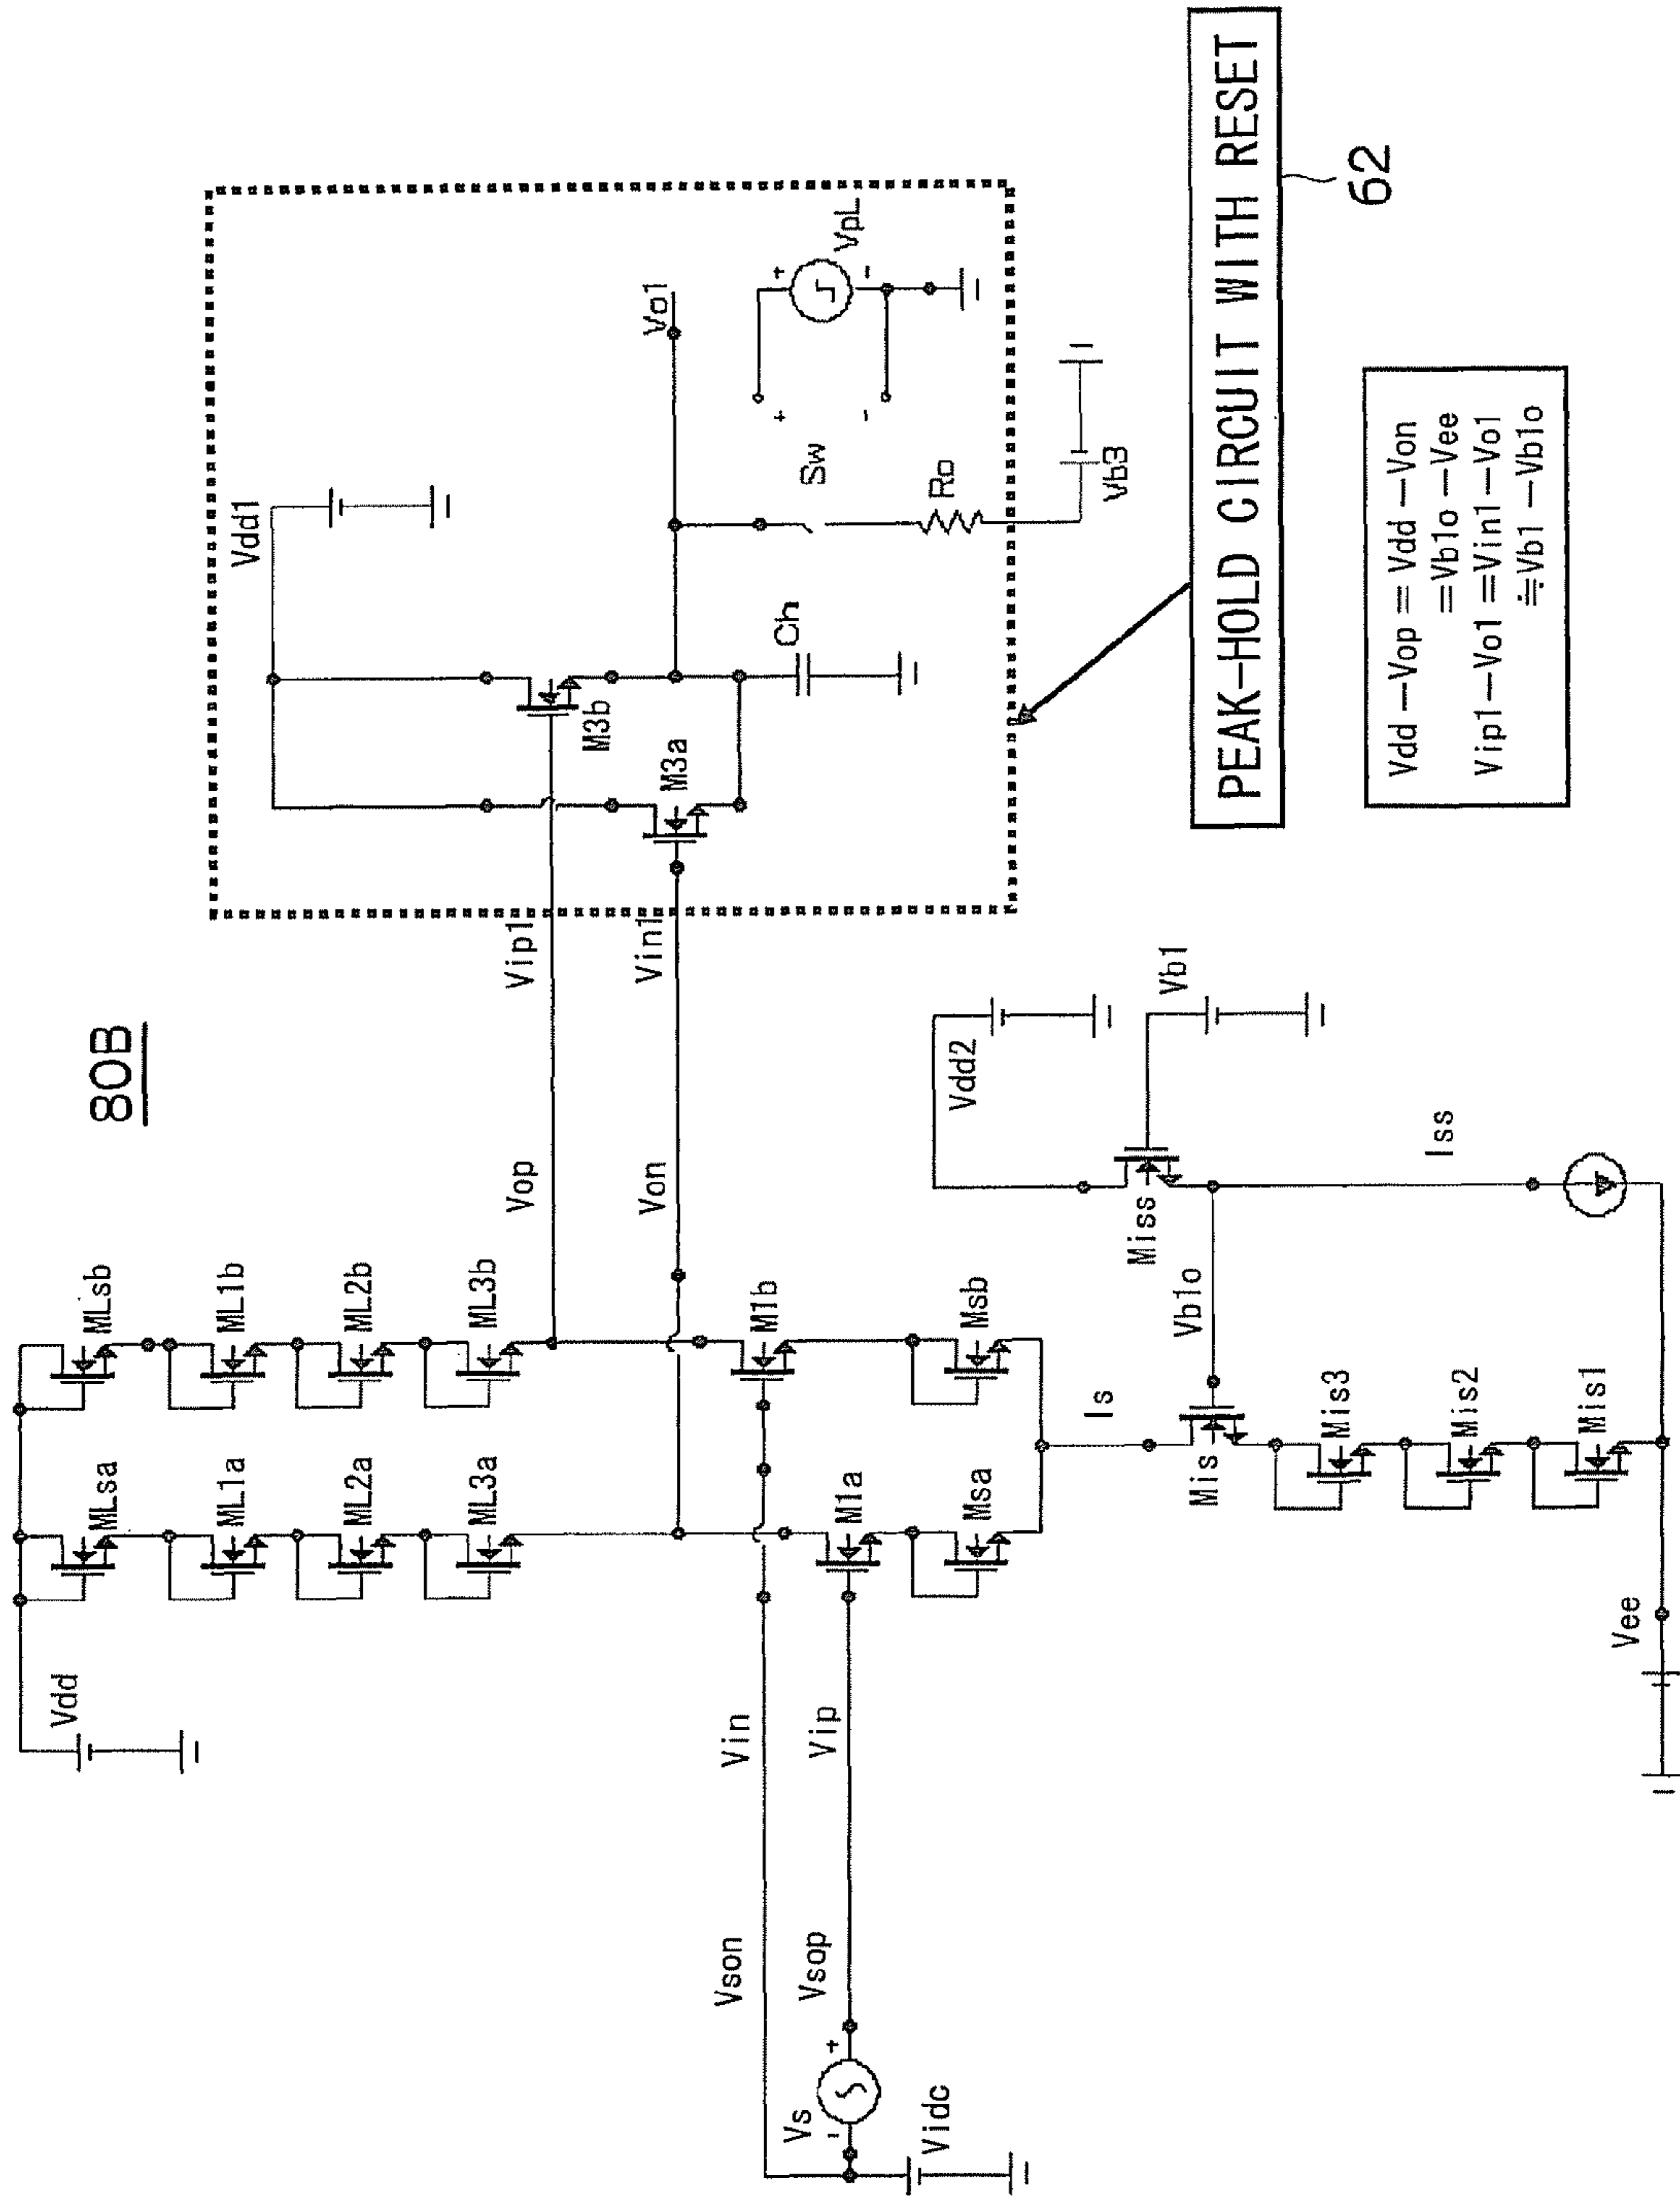 80B
Vdd
MLsa
MLsb
ML1a
ML1b
ML2a
ML2b
ML3a
ML3b
Vop
Von
Vip1
Vin1
Vdd1
M3b
M3a
Ch
Vo1
Sw
Ro
+
-
+
-
VpL
Vb3
PEAK-HOLD CIRCUIT WITH RESET
62
Vson
Vin
Vsop
Vip
Vs
-
+
Vidc
M1a
M1b
Msa
Msb
Is
Mis
Mis3
Mis2
Mis1
Vb1o
Miss
Vdd2
Vb1
Iss
Vee
Vdd-Vop = Vdd-Von
=Vb1o-Vee
Vip1-Vo1=Vin1-Vo1
≒Vb1-Vb1o